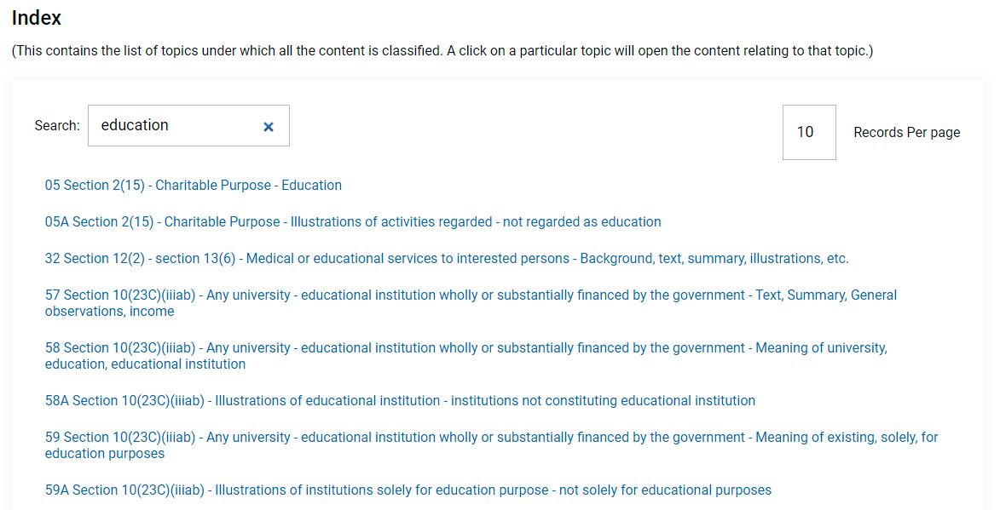 Index
(This contains the list of topics under which all the content is classified. A click on a particular topic will open the content relating to that topic.)
Search: education × 10 Records Per page
05 Section 2(15) - Charitable Purpose - Education
05A Section 2(15) - Charitable Purpose - Illustrations of activities regarded - not regarded as education
32 Section 12(2) - section 13(6) - Medical or educational services to interested persons - Background, text, summary, illustrations, etc.
57 Section 10(23C)(iiiab) - Any university - educational institution wholly or substantially financed by the government - Text, Summary, General
observations, income
58 Section 10(23C)(iiiab) - Any university - educational institution wholly or substantially financed by the government - Meaning of university,
education, educational institution
58A Section 10(23C)(iiiab) - Illustrations of educational institution - institutions not constituting educational institution
59 Section 10(23C)(iiiab) - Any university - educational institution wholly or substantially financed by the government - Meaning of existing, solely, for
education purposes
59A Section 10(23C)(iiiab) - Illustrations of institutions solely for education purpose - not solely for educational purposes